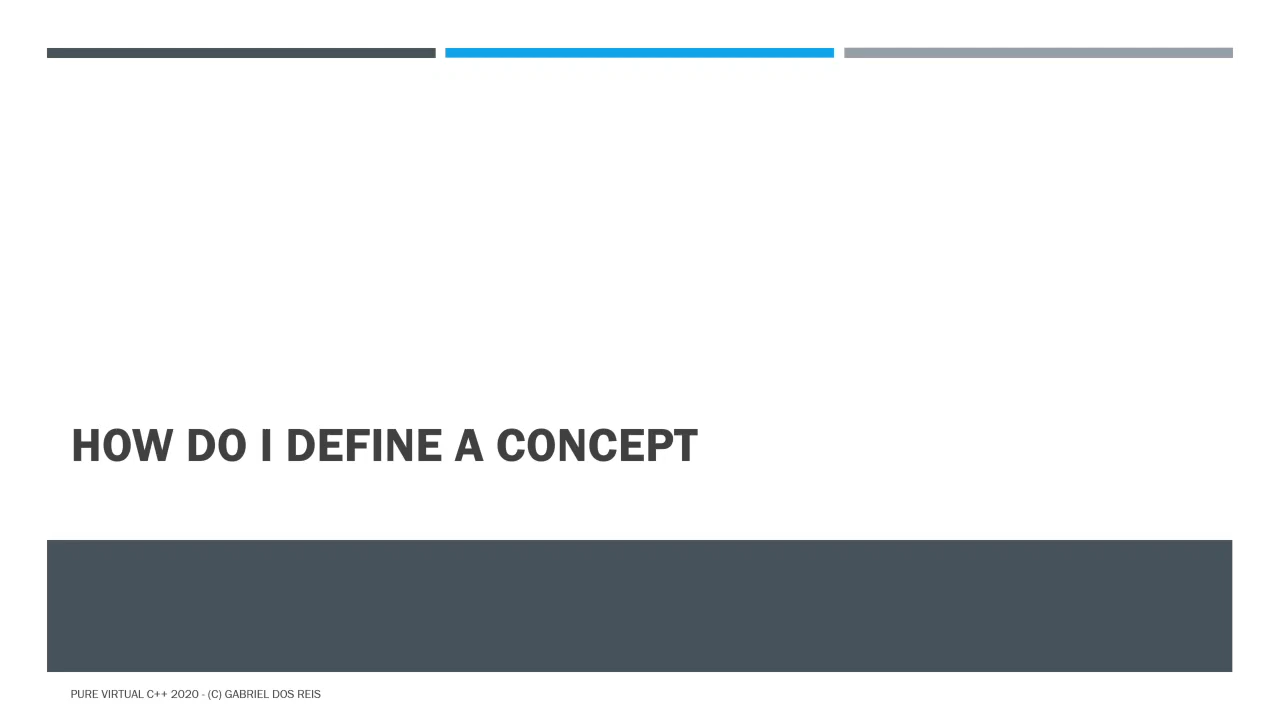 HOW DO I DEFINE A CONCEPT
PURE VIRTUAL C++ 2020 - (C) GABRIEL DOS REIS